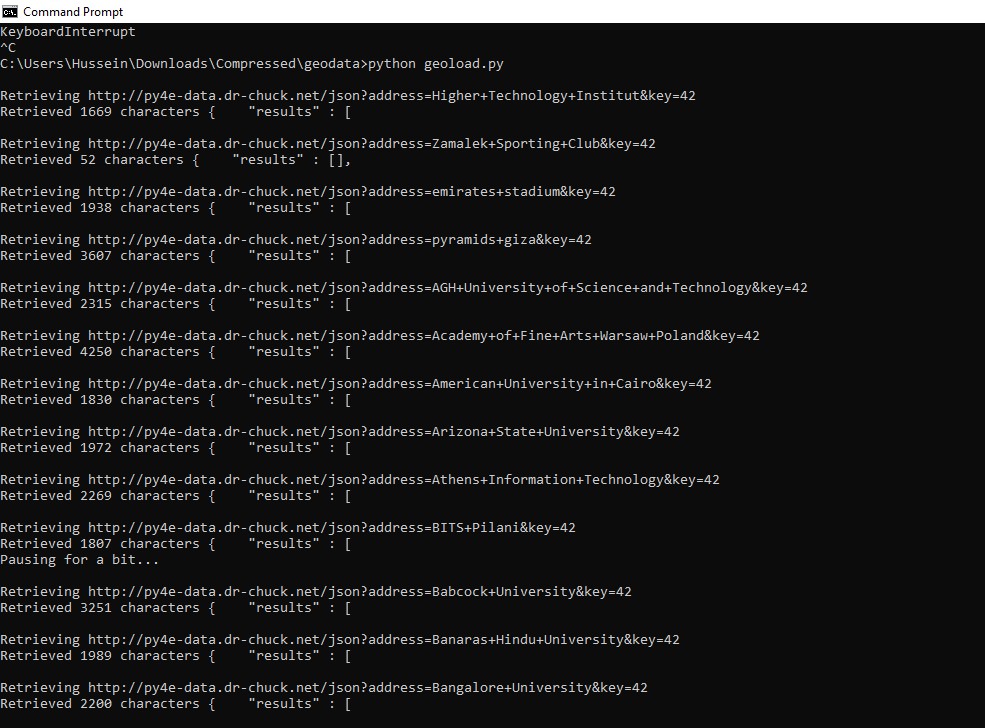 Command Prompt
KeyboardInterrupt
^C
C:\Users\Hussein\Downloads\Compressed\geodata>python geoload.py
Retrieving http://py4e-data.dr-chuck.net/json?address=Higher+Technology+Institut&key=42
Retrieved 1669 characters {    "results" : [
Retrieving http://py4e-data.dr-chuck.net/json?address=Zamalek+Sporting+Club&key=42
Retrieved 52 characters {    "results" : [],
Retrieving http://py4e-data.dr-chuck.net/json?address=emirates+stadium&key=42
Retrieved 1938 characters {    "results" : [
Retrieving http://py4e-data.dr-chuck.net/json?address=pyramids+giza&key=42
Retrieved 3607 characters {    "results" : [
Retrieving http://py4e-data.dr-chuck.net/json?address=AGH+University+of+Science+and+Technology&key=42
Retrieved 2315 characters {    "results" : [
Retrieving http://py4e-data.dr-chuck.net/json?address=Academy+of+Fine+Arts+Warsaw+Poland&key=42
Retrieved 4250 characters {    "results" : [
Retrieving http://py4e-data.dr-chuck.net/json?address=American+University+in+Cairo&key=42
Retrieved 1830 characters {    "results" : [
Retrieving http://py4e-data.dr-chuck.net/json?address=Arizona+State+University&key=42
Retrieved 1972 characters {    "results" : [
Retrieving http://py4e-data.dr-chuck.net/json?address=Athens+Information+Technology&key=42
Retrieved 2269 characters {    "results" : [
Retrieving http://py4e-data.dr-chuck.net/json?address=BITS+Pilani&key=42
Retrieved 1807 characters {    "results" : [
Pausing for a bit...
Retrieving http://py4e-data.dr-chuck.net/json?address=Babcock+University&key=42
Retrieved 3251 characters {    "results" : [
Retrieving http://py4e-data.dr-chuck.net/json?address=Banaras+Hindu+University&key=42
Retrieved 1989 characters {    "results" : [
Retrieving http://py4e-data.dr-chuck.net/json?address=Bangalore+University&key=42
Retrieved 2200 characters {    "results" : [